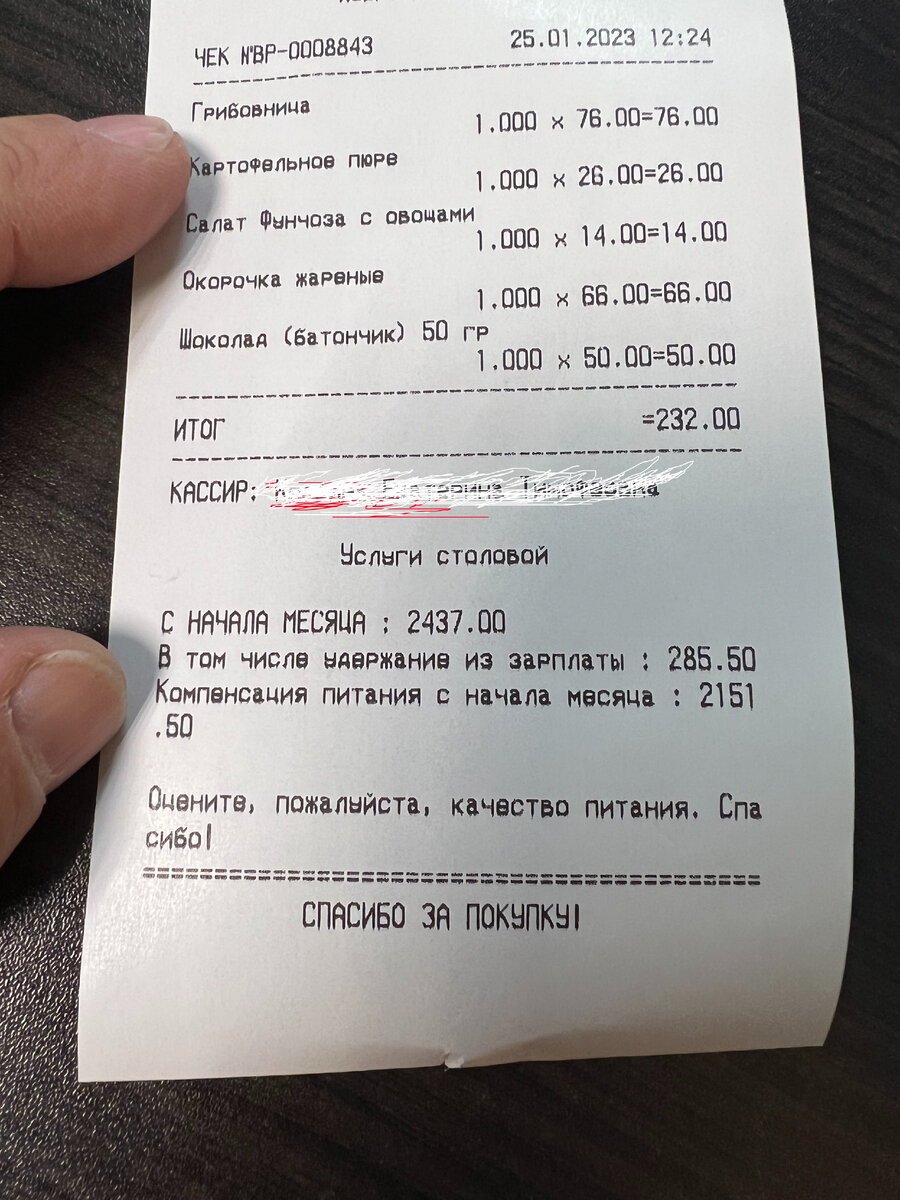 ЧЕК №ВР-0008843 25.01.2023 12:24
Грибовница
1.000 x 76.00=76.00
Картофельное пюре
1.000 x 26.00=26.00
Салат Фунчоза с овощами
1.000 x 14.00=14.00
Окорочка жареные
1.000 x 66.00=66.00
Шоколад (батончик) 50 гр
1.000 x 50.00=50.00
ИТОГ =232.00
КАССИР:
Услуги столовой
С НАЧАЛА МЕСЯЦА : 2437.00
В том числе удержание из зарплаты : 285.50
Компенсация питания с начала месяца : 2151
.50
Оцените, пожалуйста, качество питания. Спа
сибо!
СПАСИБО ЗА ПОКУПКУ!